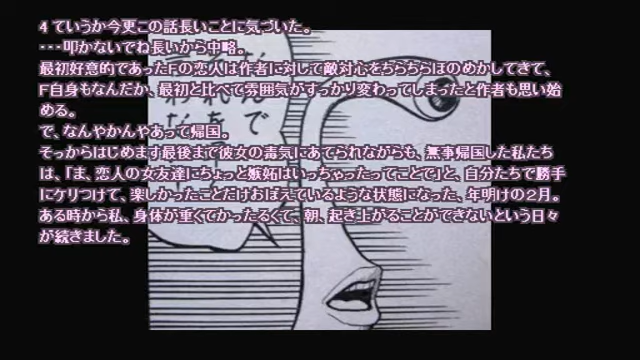 4 ていうか今更この話長いことに気づいた。
・・・叩かないでね長いから中略。
最初好意的であったFの恋人は作者に対して敵対心をちらちらほのめかしてきて、
F自身もなんだか、最初と比べて雰囲気がすっかり変わってしまったと作者も思い始
める。
で、なんやかんやあって帰国。
そっからはじめます最後まで彼女の毒気にあてられながらも、無事帰国した私たち
は、「ま、恋人の女友達にちょっと嫉妬はいっちゃったってことで」と、自分たちで勝手
にケリつけて、楽しかったことだけおぼえているような状態になった、年明けの2月。
ある時から私、身体が重くてかったるくて、朝、起き上がることができないという日々
が続きました。